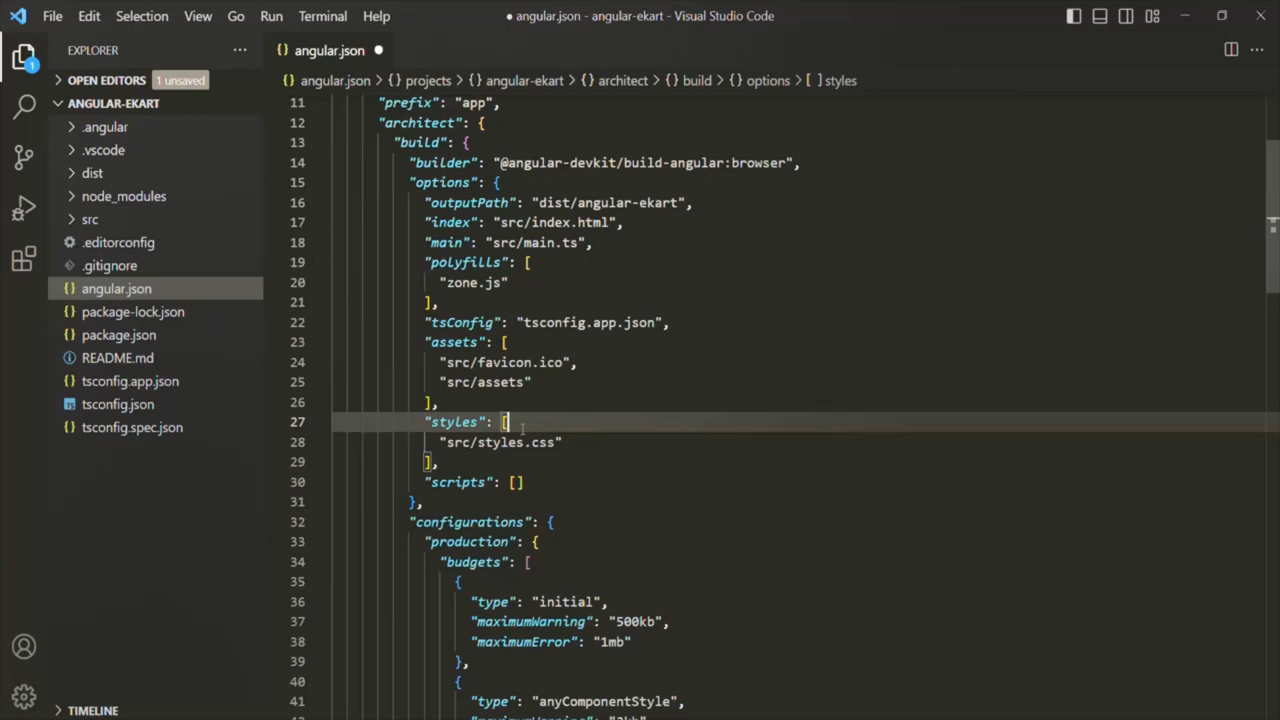 File Edit Selection View Go Run Terminal Help
● angular.json - angular-ekart - Visual Studio Code
EXPLORER
1
OPEN EDITORS 1 unsaved
ANGULAR-EKART
.angular
.vscode
dist
node_modules
src
.editorconfig
.gitignore
{} angular.json
{} package-lock.json
{} package.json
README.md
{} tsconfig.app.json
TS tsconfig.json
{} tsconfig.spec.json
TIMELINE
{} angular.json ●
{} angular.json > {} projects > {} angular-ekart > {} architect > {} build > {} options > [ ] styles
11 "prefix": "app",
12 "architect": {
13 "build": {
14 "builder": "@angular-devkit/build-angular:browser",
15 "options": {
16 "outputPath": "dist/angular-ekart",
17 "index": "src/index.html",
18 "main": "src/main.ts",
19 "polyfills": [
20 "zone.js"
21 ],
22 "tsConfig": "tsconfig.app.json",
23 "assets": [
24 "src/favicon.ico",
25 "src/assets"
26 ],
27 "styles": [
28 "src/styles.css"
29 ],
30 "scripts": []
31 },
32 "configurations": {
33 "production": {
34 "budgets": [
35 {
36 "type": "initial",
37 "maximumWarning": "500kb",
38 "maximumError": "1mb"
39 },
40 {
41 "type": "anyComponentStyle",